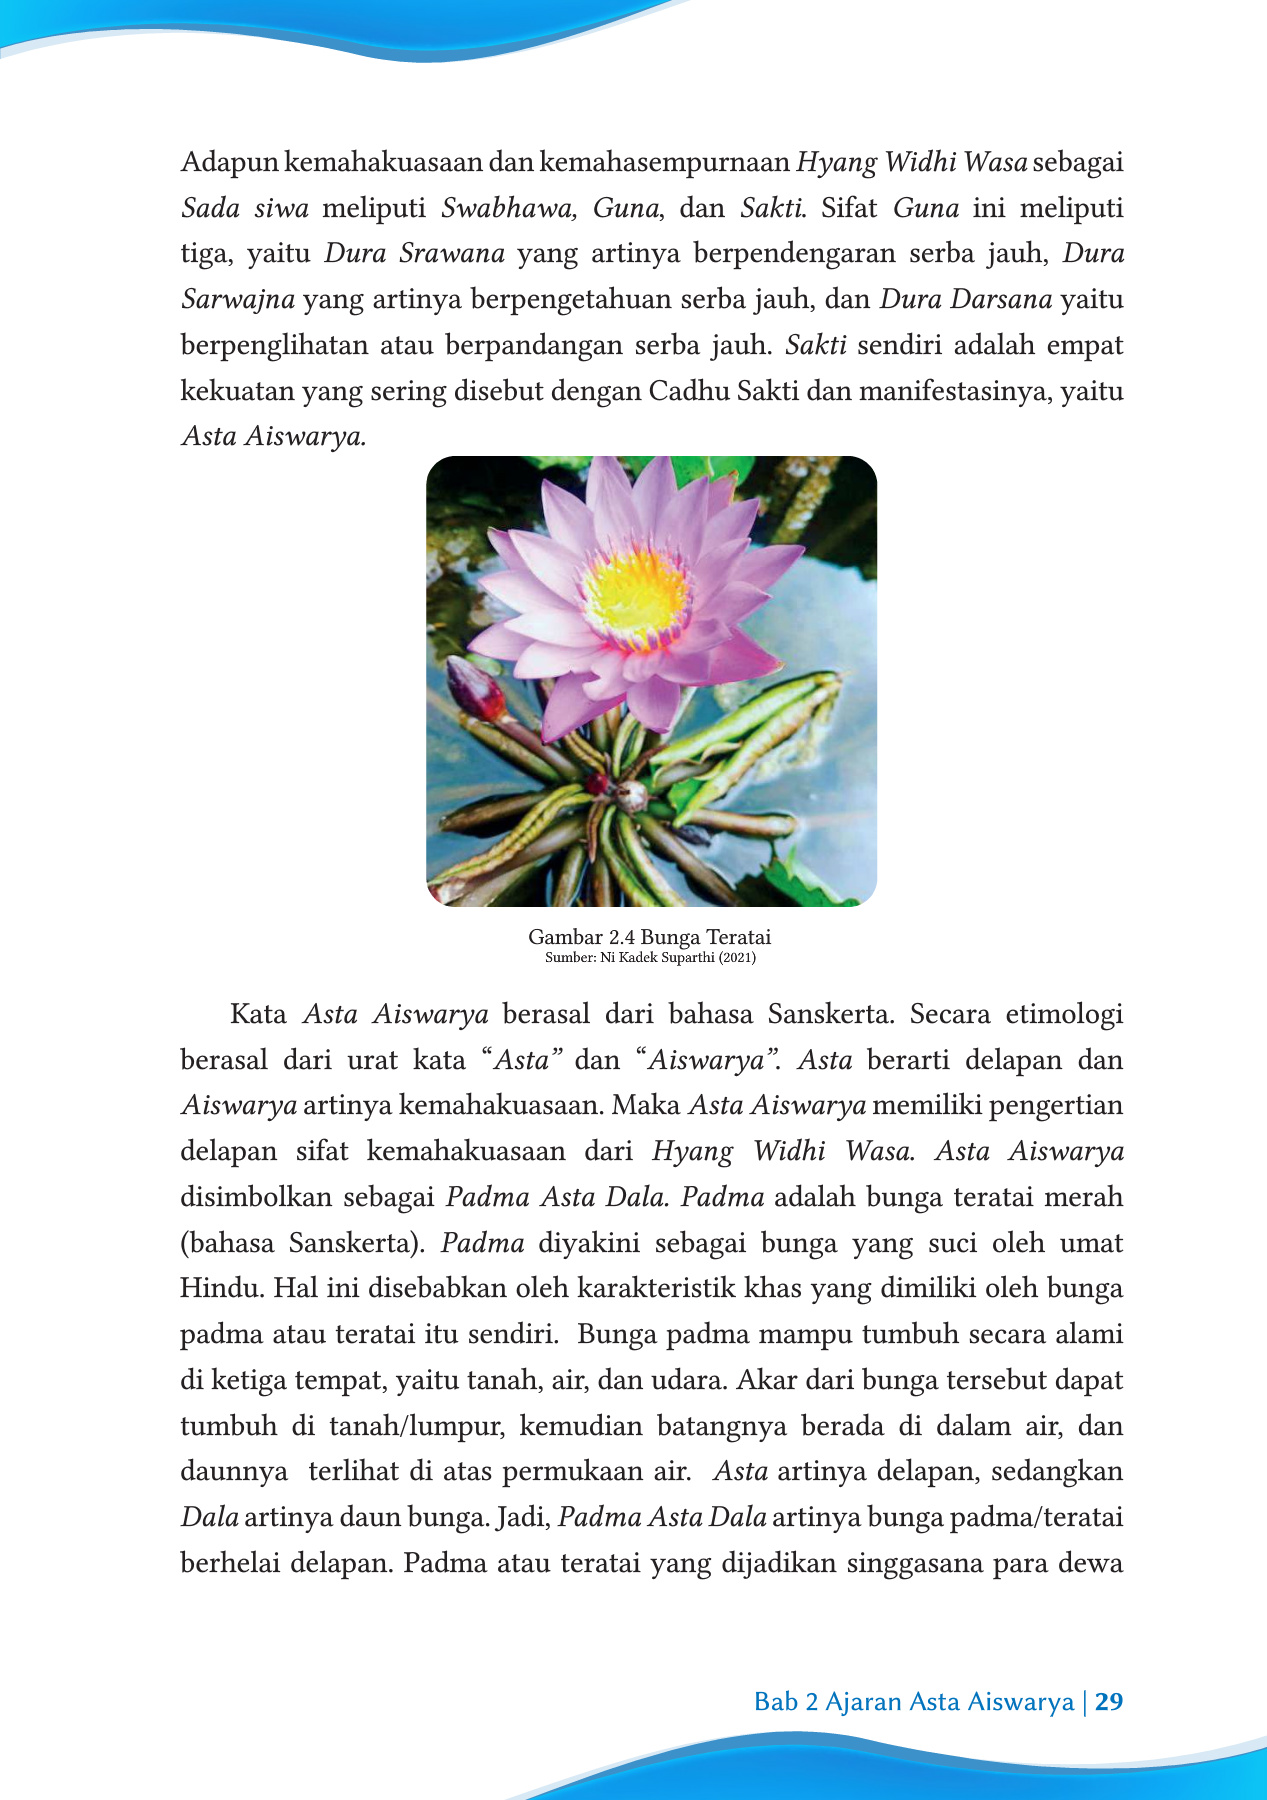 Adapun kemahakuasaan dan kemahasempurnaan Hyang Widhi Wasa sebagai
Sada siwa meliputi Swabhawa, Guna, dan Sakti. Sifat Guna ini meliputi
tiga, yaitu Dura Srawana yang artinya berpendengaran serba jauh, Dura
Sarwajna yang artinya berpengetahuan serba jauh, dan Dura Darsana yaitu
berpenglihatan atau berpandangan serba jauh. Sakti sendiri adalah empat
kekuatan yang sering disebut dengan Cadhu Sakti dan manifestasinya, yaitu
Asta Aiswarya.
Gambar 2.4 Bunga Teratai
Sumber: Ni Kadek Suparthi (2021)
Kata Asta Aiswarya berasal dari bahasa Sanskerta. Secara etimologi
berasal dari urat kata “Asta” dan “Aiswarya”. Asta berarti delapan dan
Aiswarya artinya kemahakuasaan. Maka Asta Aiswarya memiliki pengertian
delapan sifat kemahakuasaan dari Hyang Widhi Wasa. Asta Aiswarya
disimbolkan sebagai Padma Asta Dala. Padma adalah bunga teratai merah
(bahasa Sanskerta). Padma diyakini sebagai bunga yang suci oleh umat
Hindu. Hal ini disebabkan oleh karakteristik khas yang dimiliki oleh bunga
padma atau teratai itu sendiri.  Bunga padma mampu tumbuh secara alami
di ketiga tempat, yaitu tanah, air, dan udara. Akar dari bunga tersebut dapat
tumbuh di tanah/lumpur, kemudian batangnya berada di dalam air, dan
daunnya  terlihat di atas permukaan air.  Asta artinya delapan, sedangkan
Dala artinya daun bunga. Jadi, Padma Asta Dala artinya bunga padma/teratai
berhelai delapan. Padma atau teratai yang dijadikan singgasana para dewa
Bab 2 Ajaran Asta Aiswarya | 29